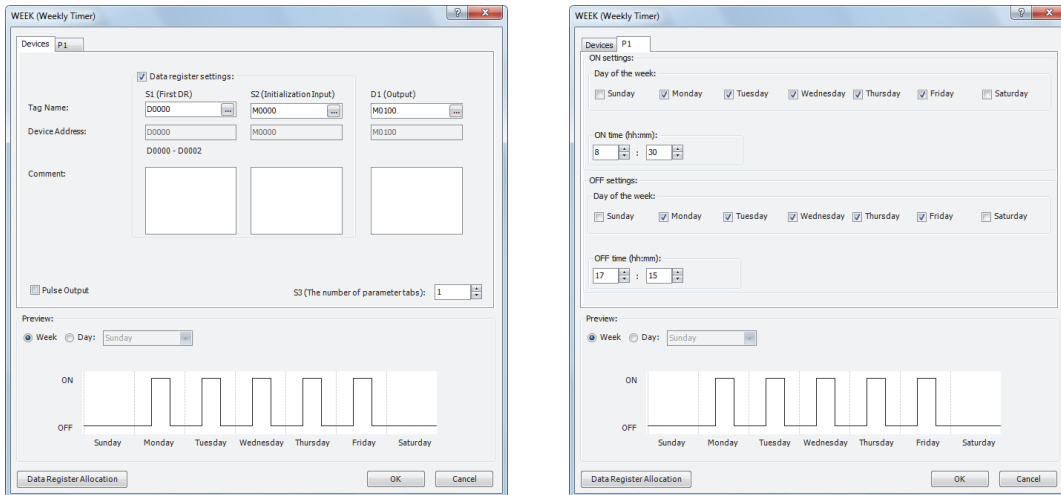 WEEK (Weekly Timer)
Devices P1
Data register settings:
S1 (First DR) S2 (Initialization Input) D1 (Output)
Tag Name: D0000 ... M0000 ... M0100 ...
Device Address: D0000 M0000 M0100
D0000 - D0002
Comment:
Pulse Output S3 (The number of parameter tabs): 1
Preview:
Week Day: Sunday
ON
OFF
Sunday Monday Tuesday Wednesday Thursday Friday Saturday
Data Register Allocation OK Cancel
WEEK (Weekly Timer)
Devices P1
ON settings:
Day of the week:
Sunday Monday Tuesday Wednesday Thursday Friday Saturday
ON time (hh:mm):
8 : 30
OFF settings:
Day of the week:
Sunday Monday Tuesday Wednesday Thursday Friday Saturday
OFF time (hh:mm):
17 : 15
Preview:
Week Day: Sunday
ON
OFF
Sunday Monday Tuesday Wednesday Thursday Friday Saturday
Data Register Allocation OK Cancel